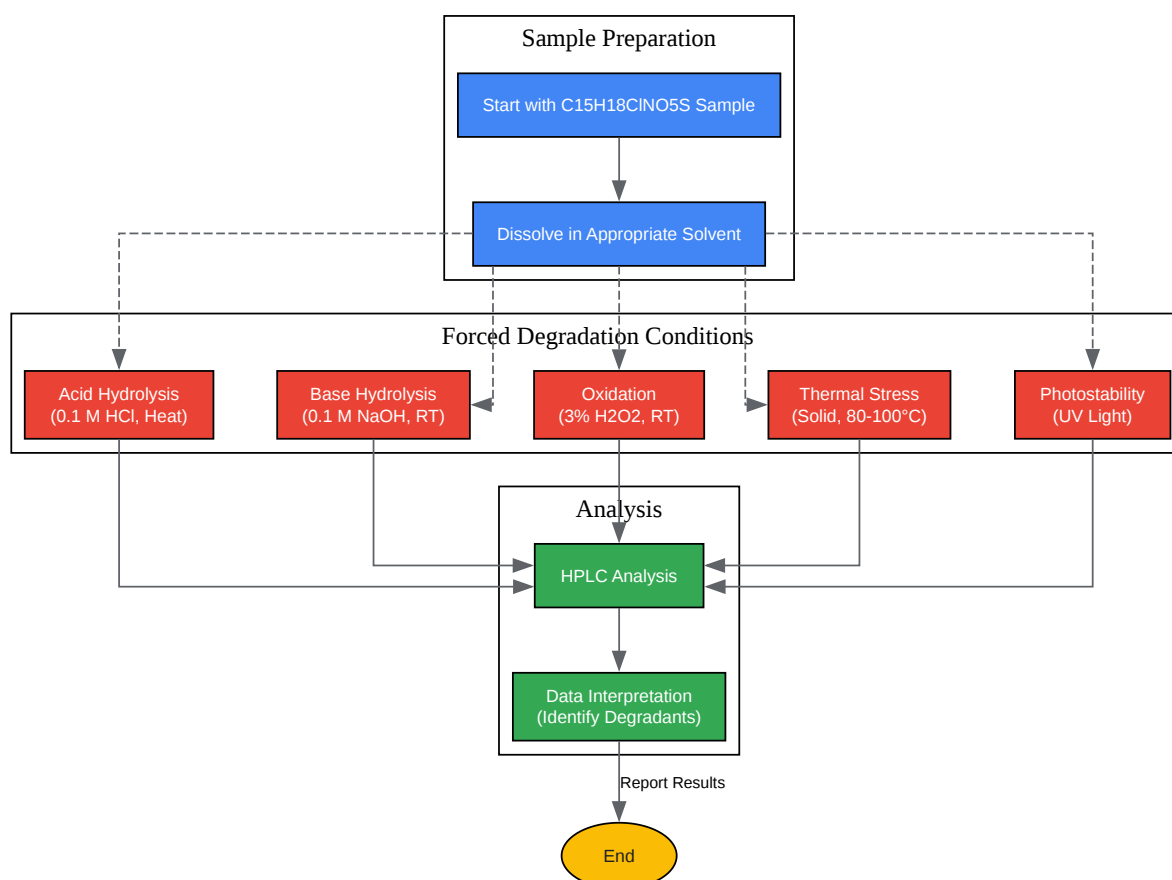 Sample Preparation
Start with C15H18ClNO5S Sample
Dissolve in Appropriate Solvent
Forced Degradation Conditions
Acid Hydrolysis
(0.1 M HCl, Heat)
Base Hydrolysis
(0.1 M NaOH, RT)
Oxidation
(3% H2O2, RT)
Thermal Stress
(Solid, 80-100°C)
Photostability
(UV Light)
Analysis
HPLC Analysis
Data Interpretation
(Identify Degradants)
Report Results
End